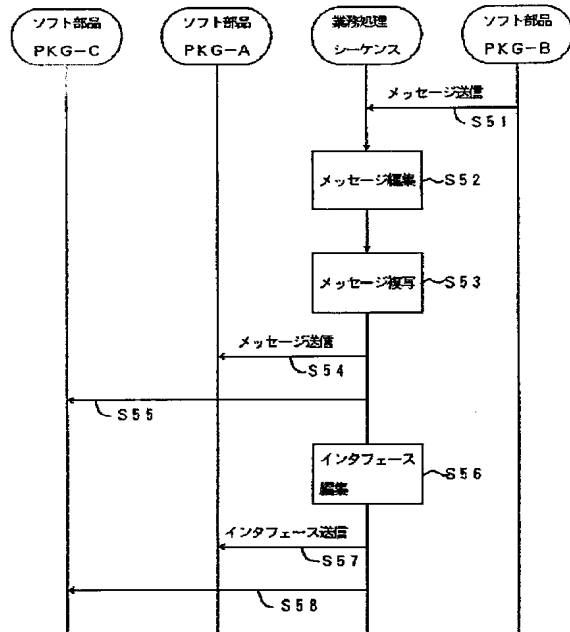 ソフト部品
PKG-C
ソフト部品
PKG-A
業務処理
シーケンス
ソフト部品
PKG-B
メッセージ送信
S51
メッセージ編集
S52
メッセージ複写
S53
メッセージ送信
S54
S55
インタフェース
編集
S56
インタフェース送信
S57
S58